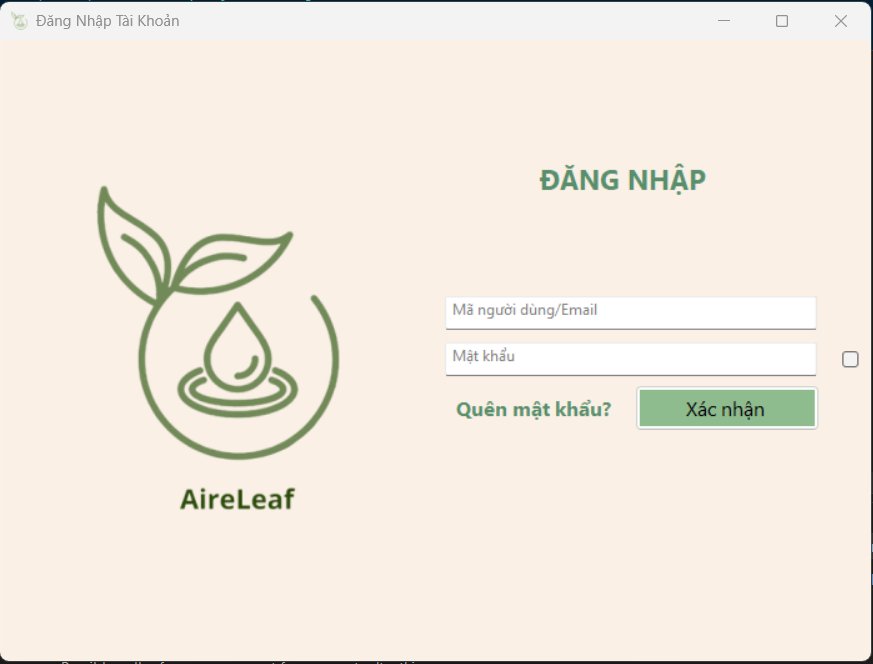 Đăng Nhập Tài Khoản
ĐĂNG NHẬP
Mã người dùng/Email
Mật khẩu
Quên mật khẩu?
Xác nhận
AireLeaf